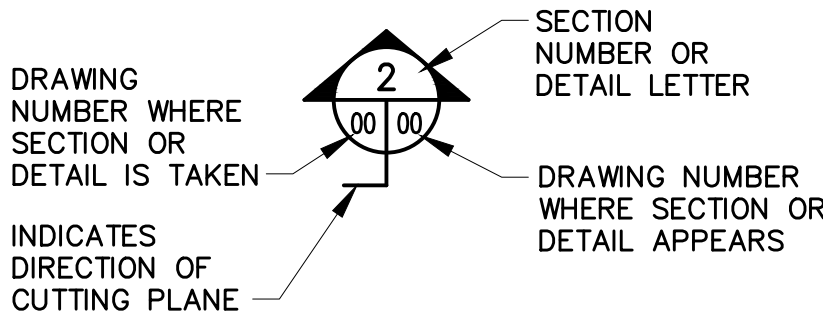 DRAWING
NUMBER WHERE
SECTION OR
DETAIL IS TAKEN
INDICATES
DIRECTION OF
CUTTING PLANE
2
00 00
SECTION
NUMBER OR
DETAIL LETTER
DRAWING NUMBER
WHERE SECTION OR
DETAIL APPEARS